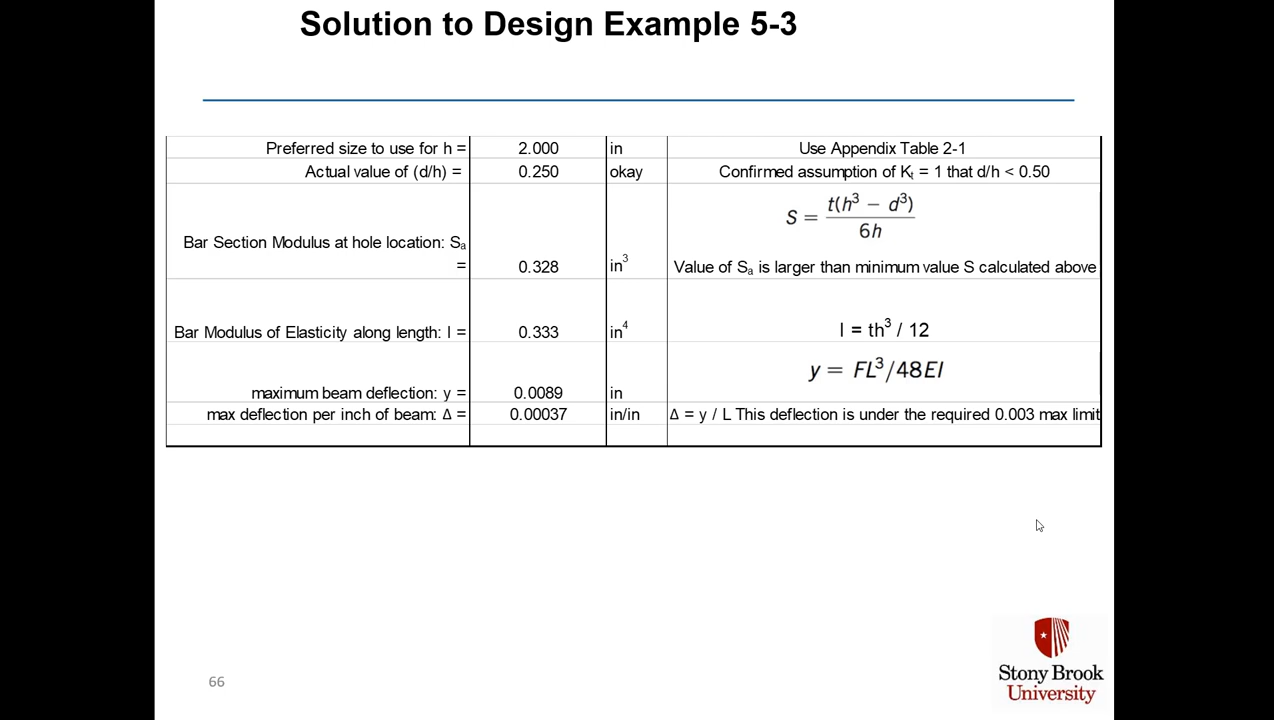 Solution to Design Example 5-3
Preferred size to use for h = 2.000 in Use Appendix Table 2-1
Actual value of (d/h) = 0.250 okay Confirmed assumption of Kt = 1 that d/h < 0.50
S = t(h³ − d³) / 6h
Bar Section Modulus at hole location: Sa
= 0.328 in³ Value of Sa is larger than minimum value S calculated above
Bar Modulus of Elasticity along length: I = 0.333 in⁴ I = th³ / 12
y = FL³/48EI
maximum beam deflection: y = 0.0089 in
max deflection per inch of beam: Δ = 0.00037 in/in Δ = y / L This deflection is under the required 0.003 max limit
66
Stony Brook
University